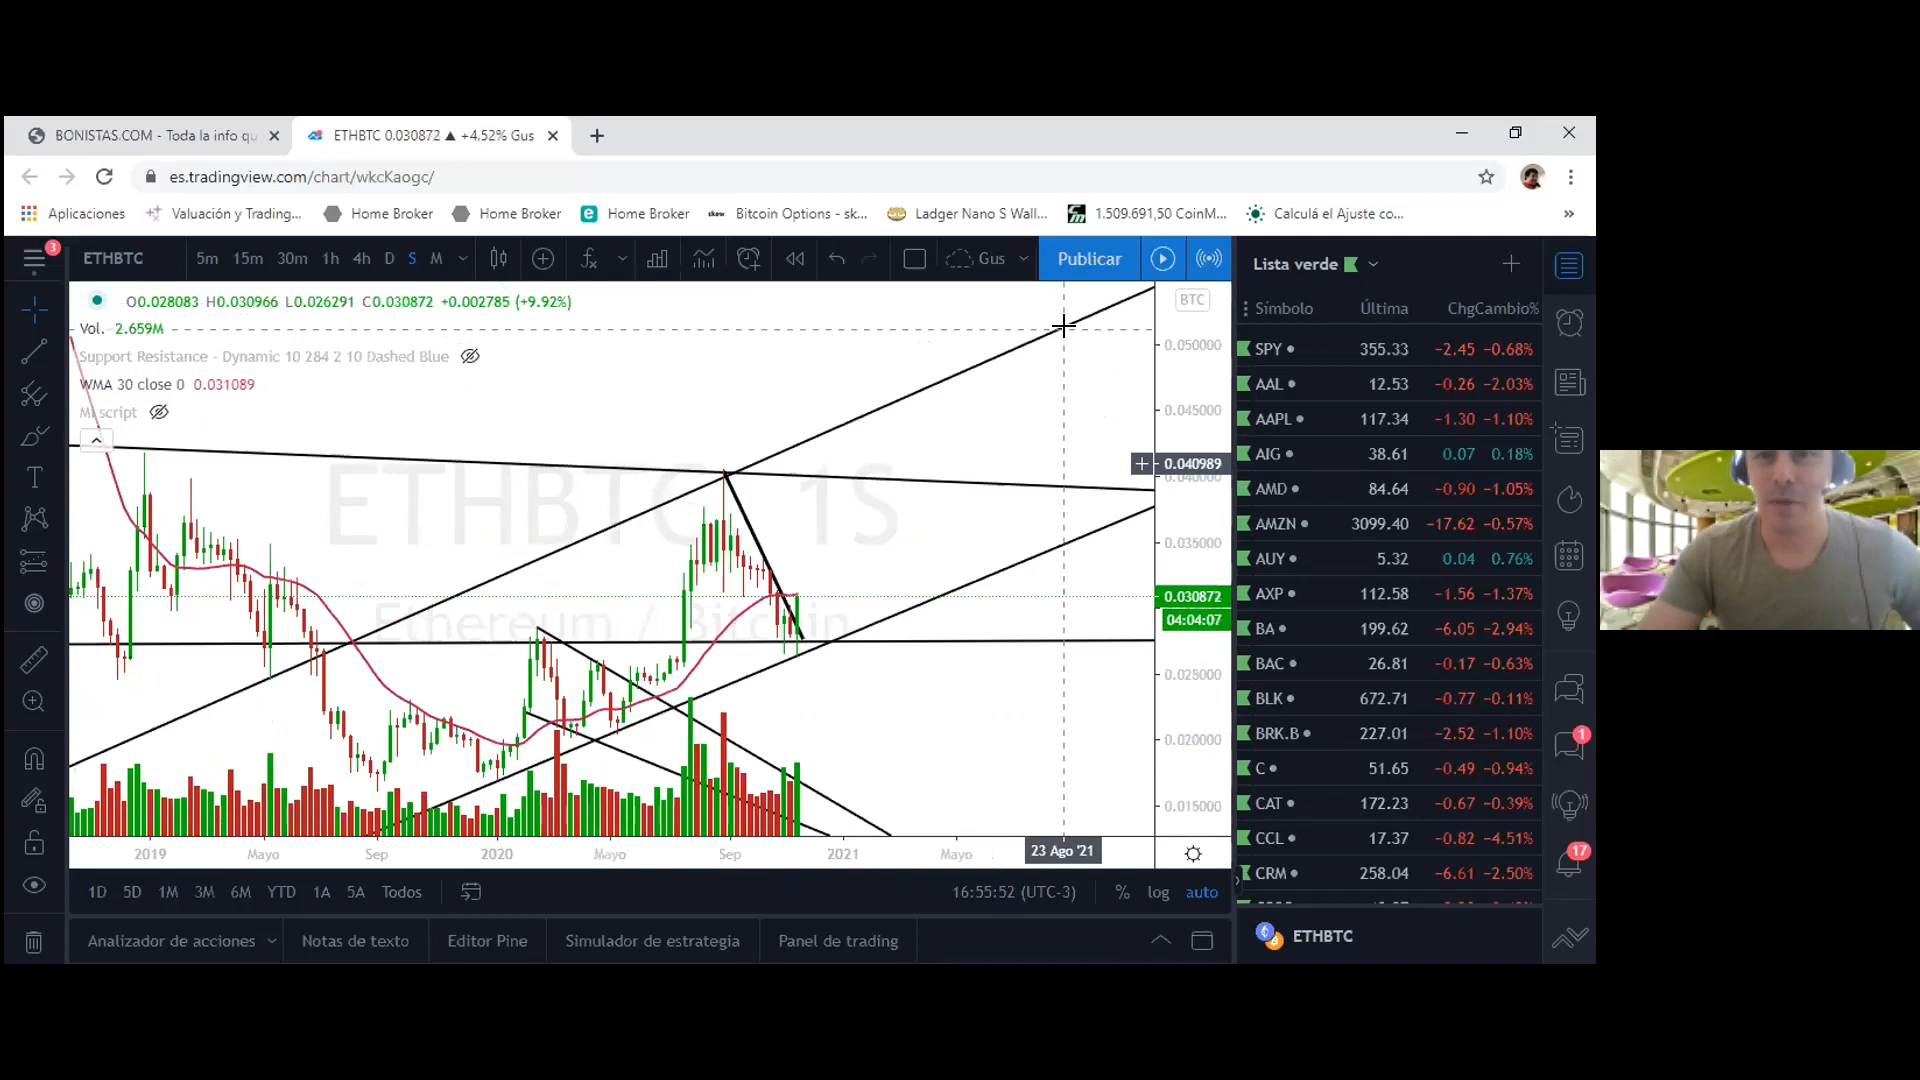 BONISTAS.COM - Toda la info qu
ETHBTC 0.030872 ▲ +4.52% Gus
es.tradingview.com/chart/wkcKaogc/
Aplicaciones Valuación y Trading... Home Broker Home Broker Home Broker skew Bitcoin Options - sk... Ladger Nano S Wall... 1.509.691,50 CoinM... Calculá el Ajuste co... »
3
ETHBTC 5m 15m 30m 1h 4h D S M Gus Publicar
O0.028083 H0.030966 L0.026291 C0.030872 +0.002785 (+9.92%)
Vol. 2.659M
Support Resistance - Dynamic 10 284 2 10 Dashed Blue
WMA 30 close 0 0.031089
Mi script
ETHBTC 1S
Ethereum / Bitcoin
BTC
0.050000
0.045000
0.040989
0.040000
0.035000
0.030872
04:04:07
0.025000
0.020000
0.015000
2019 Mayo Sep 2020 Mayo Sep 2021 Mayo 23 Ago '21
1D 5D 1M 3M 6M YTD 1A 5A Todos 16:55:52 (UTC-3) % log auto
Analizador de acciones Notas de texto Editor Pine Simulador de estrategia Panel de trading
Lista verde
Símbolo Última ChgCambio%
SPY 355.33 −2.45 −0.68%
AAL 12.53 −0.26 −2.03%
AAPL 117.34 −1.30 −1.10%
AIG 38.61 0.07 0.18%
AMD 84.64 −0.90 −1.05%
AMZN 3099.40 −17.62 −0.57%
AUY 5.32 0.04 0.76%
AXP 112.58 −1.56 −1.37%
BA 199.62 −6.05 −2.94%
BAC 26.81 −0.17 −0.63%
BLK 672.71 −0.77 −0.11%
BRK.B 227.01 −2.52 −1.10%
C 51.65 −0.49 −0.94%
CAT 172.23 −0.67 −0.39%
CCL 17.37 −0.82 −4.51%
CRM 258.04 −6.61 −2.50%
ETHBTC
1
17